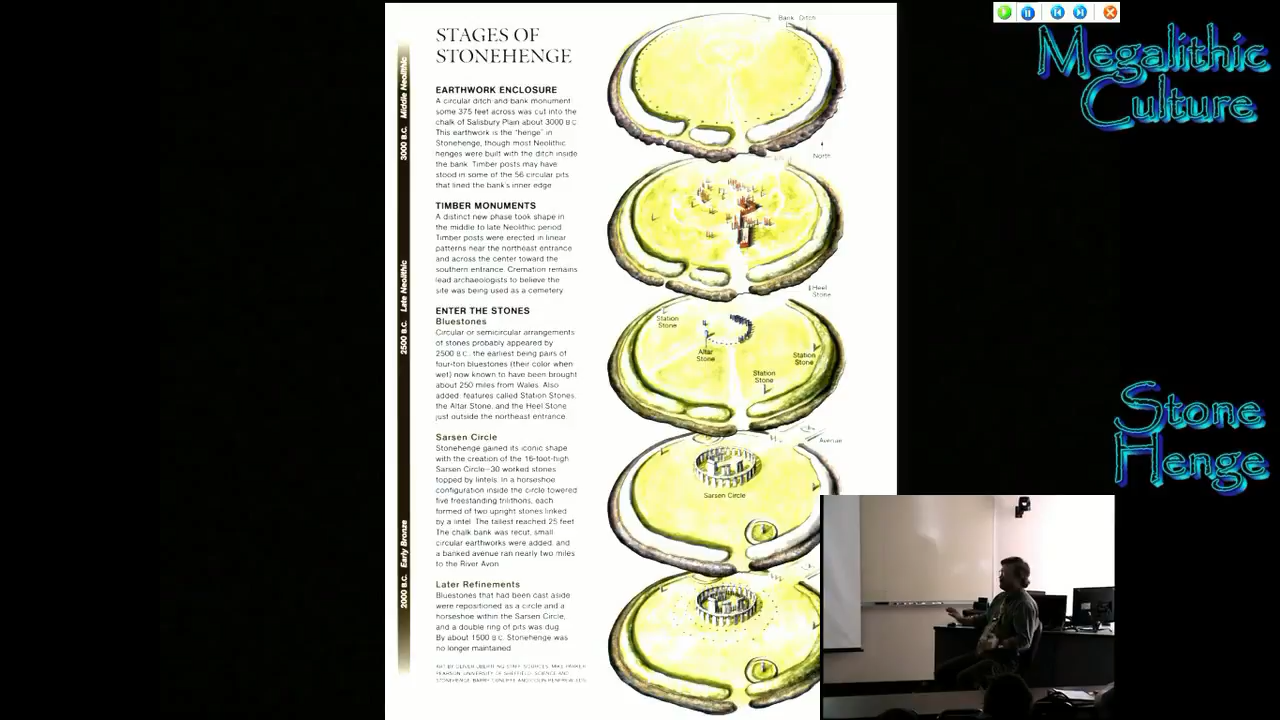 Megalithic
Culture
Stone
Henge
STAGES OF
STONEHENGE
EARTHWORK ENCLOSURE
A circular ditch and bank monument
some 375 feet across was cut into the
chalk of Salisbury Plain about 3000 B.C.
This earthwork is the "henge" in
Stonehenge, though most Neolithic
henges were built with the ditch inside
the bank. Timber posts may have
stood in some of the 56 circular pits
that lined the bank's inner edge.
TIMBER MONUMENTS
A distinct new phase took shape in
the middle to late Neolithic period.
Timber posts were erected in linear
patterns near the northeast entrance
and across the center toward the
southern entrance. Cremation remains
lead archaeologists to believe the
site was being used as a cemetery.
ENTER THE STONES
Bluestones
Circular or semicircular arrangements
of stones probably appeared by
2500 B.C., the earliest being pairs of
four-ton bluestones (their color when
wet) now known to have been brought
about 250 miles from Wales. Also
added: features called Station Stones,
the Altar Stone, and the Heel Stone
just outside the northeast entrance.
Sarsen Circle
Stonehenge gained its iconic shape
with the creation of the 16-foot-high
Sarsen Circle—30 worked stones
topped by lintels. In a horseshoe
configuration inside the circle towered
five freestanding trilithons, each
formed of two upright stones linked
by a lintel. The tallest reached 25 feet.
The chalk bank was recut, small
circular earthworks were added, and
a banked avenue ran nearly two miles
to the River Avon.
Later Refinements
Bluestones that had been cast aside
were repositioned as a circle and a
horseshoe within the Sarsen Circle,
and a double ring of pits was dug.
By about 1500 B.C. Stonehenge was
no longer maintained.
3000 B.C. Middle Neolithic
2500 B.C. Late Neolithic
2000 B.C. Early Bronze
Bank Ditch
North
Heel
Stone
Station
Stone
Altar
Stone
Station
Stone
Station
Stone
Avenue
Sarsen Circle